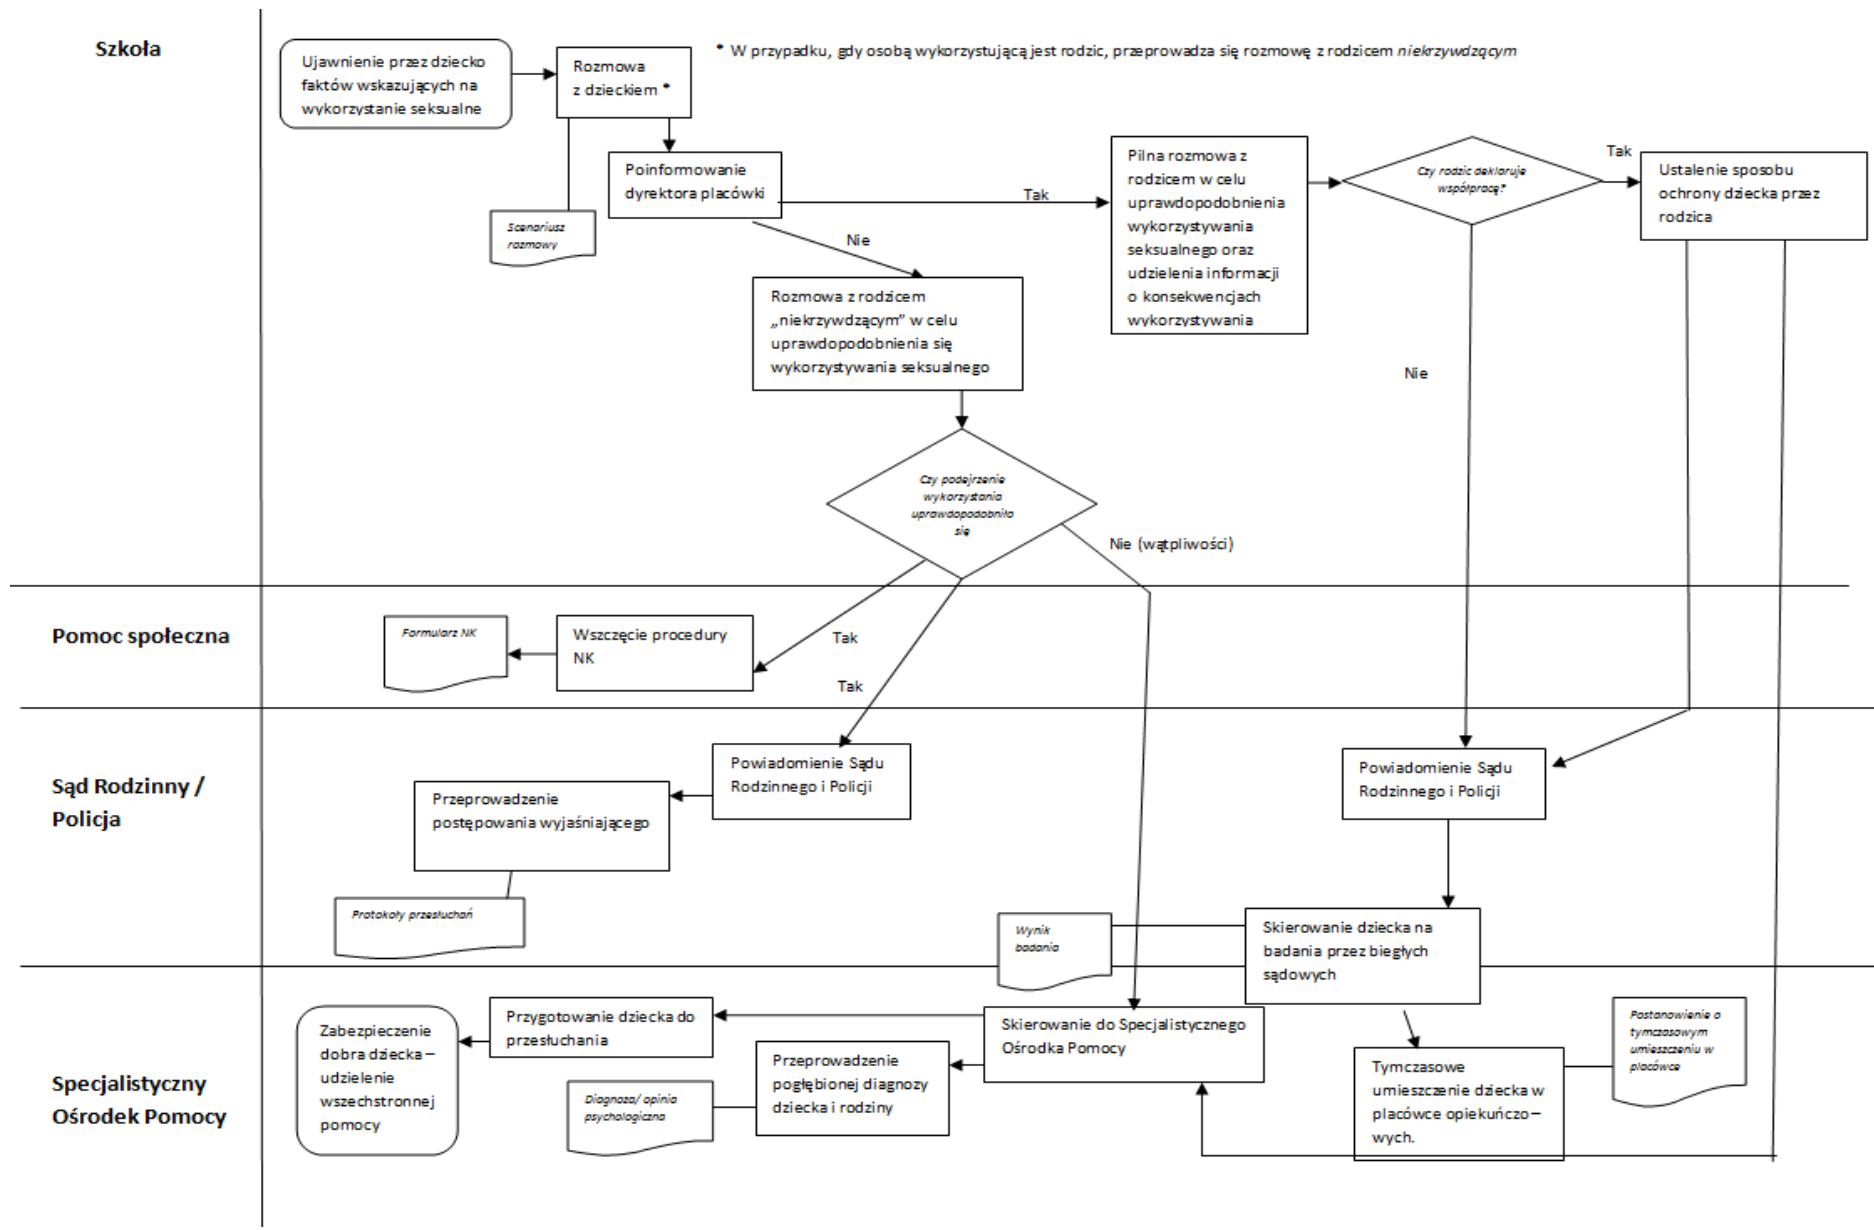 Szkoła
Ujawnienie przez dziecko
faktów wskazujących na
wykorzystanie seksualne
Rozmowa
z dzieckiem *
* W przypadku, gdy osobą wykorzystującą jest rodzic, przeprowadza się rozmowę z rodzicem niekrzywdzącym
Poinformowanie
dyrektora placówki
Scenariusz
rozmowy
Tak
Nie
Pilna rozmowa z
rodzicem w celu
uprawdopodobnienia
wykorzystywania
seksualnego oraz
udzielenia informacji
o konsekwencjach
wykorzystywania
Czy rodzic deklaruje
współpracę?
Tak
Ustalenie sposobu
ochrony dziecka przez
rodzica
Rozmowa z rodzicem
„niekrzywdzącym” w celu
uprawdopodobnienia się
wykorzystywania seksualnego
Nie
Czy podejrzenie
wykorzystania
uprawdopodobniło
się
Nie (wątpliwości)
Pomoc społeczna
Formularz NK
Wszczęcie procedury
NK
Tak
Tak
Sąd Rodzinny /
Policja
Powiadomienie Sądu
Rodzinnego i Policji
Przeprowadzenie
postępowania wyjaśniającego
Protokoły przesłuchań
Powiadomienie Sądu
Rodzinnego i Policji
Wynik
badania
Skierowanie dziecka na
badania przez biegłych
sądowych
Specjalistyczny
Ośrodek Pomocy
Zabezpieczenie
dobra dziecka –
udzielenie
wszechstronnej
pomocy
Przygotowanie dziecka do
przesłuchania
Skierowanie do Specjalistycznego
Ośrodka Pomocy
Przeprowadzenie
pogłębionej diagnozy
dziecka i rodziny
Diagnoza/ opinia
psychologiczna
Tymczasowe
umieszczenie dziecka w
placówce opiekuńczo –
wych.
Postanowienie o
tymczasowym
umieszczeniu w
placówce